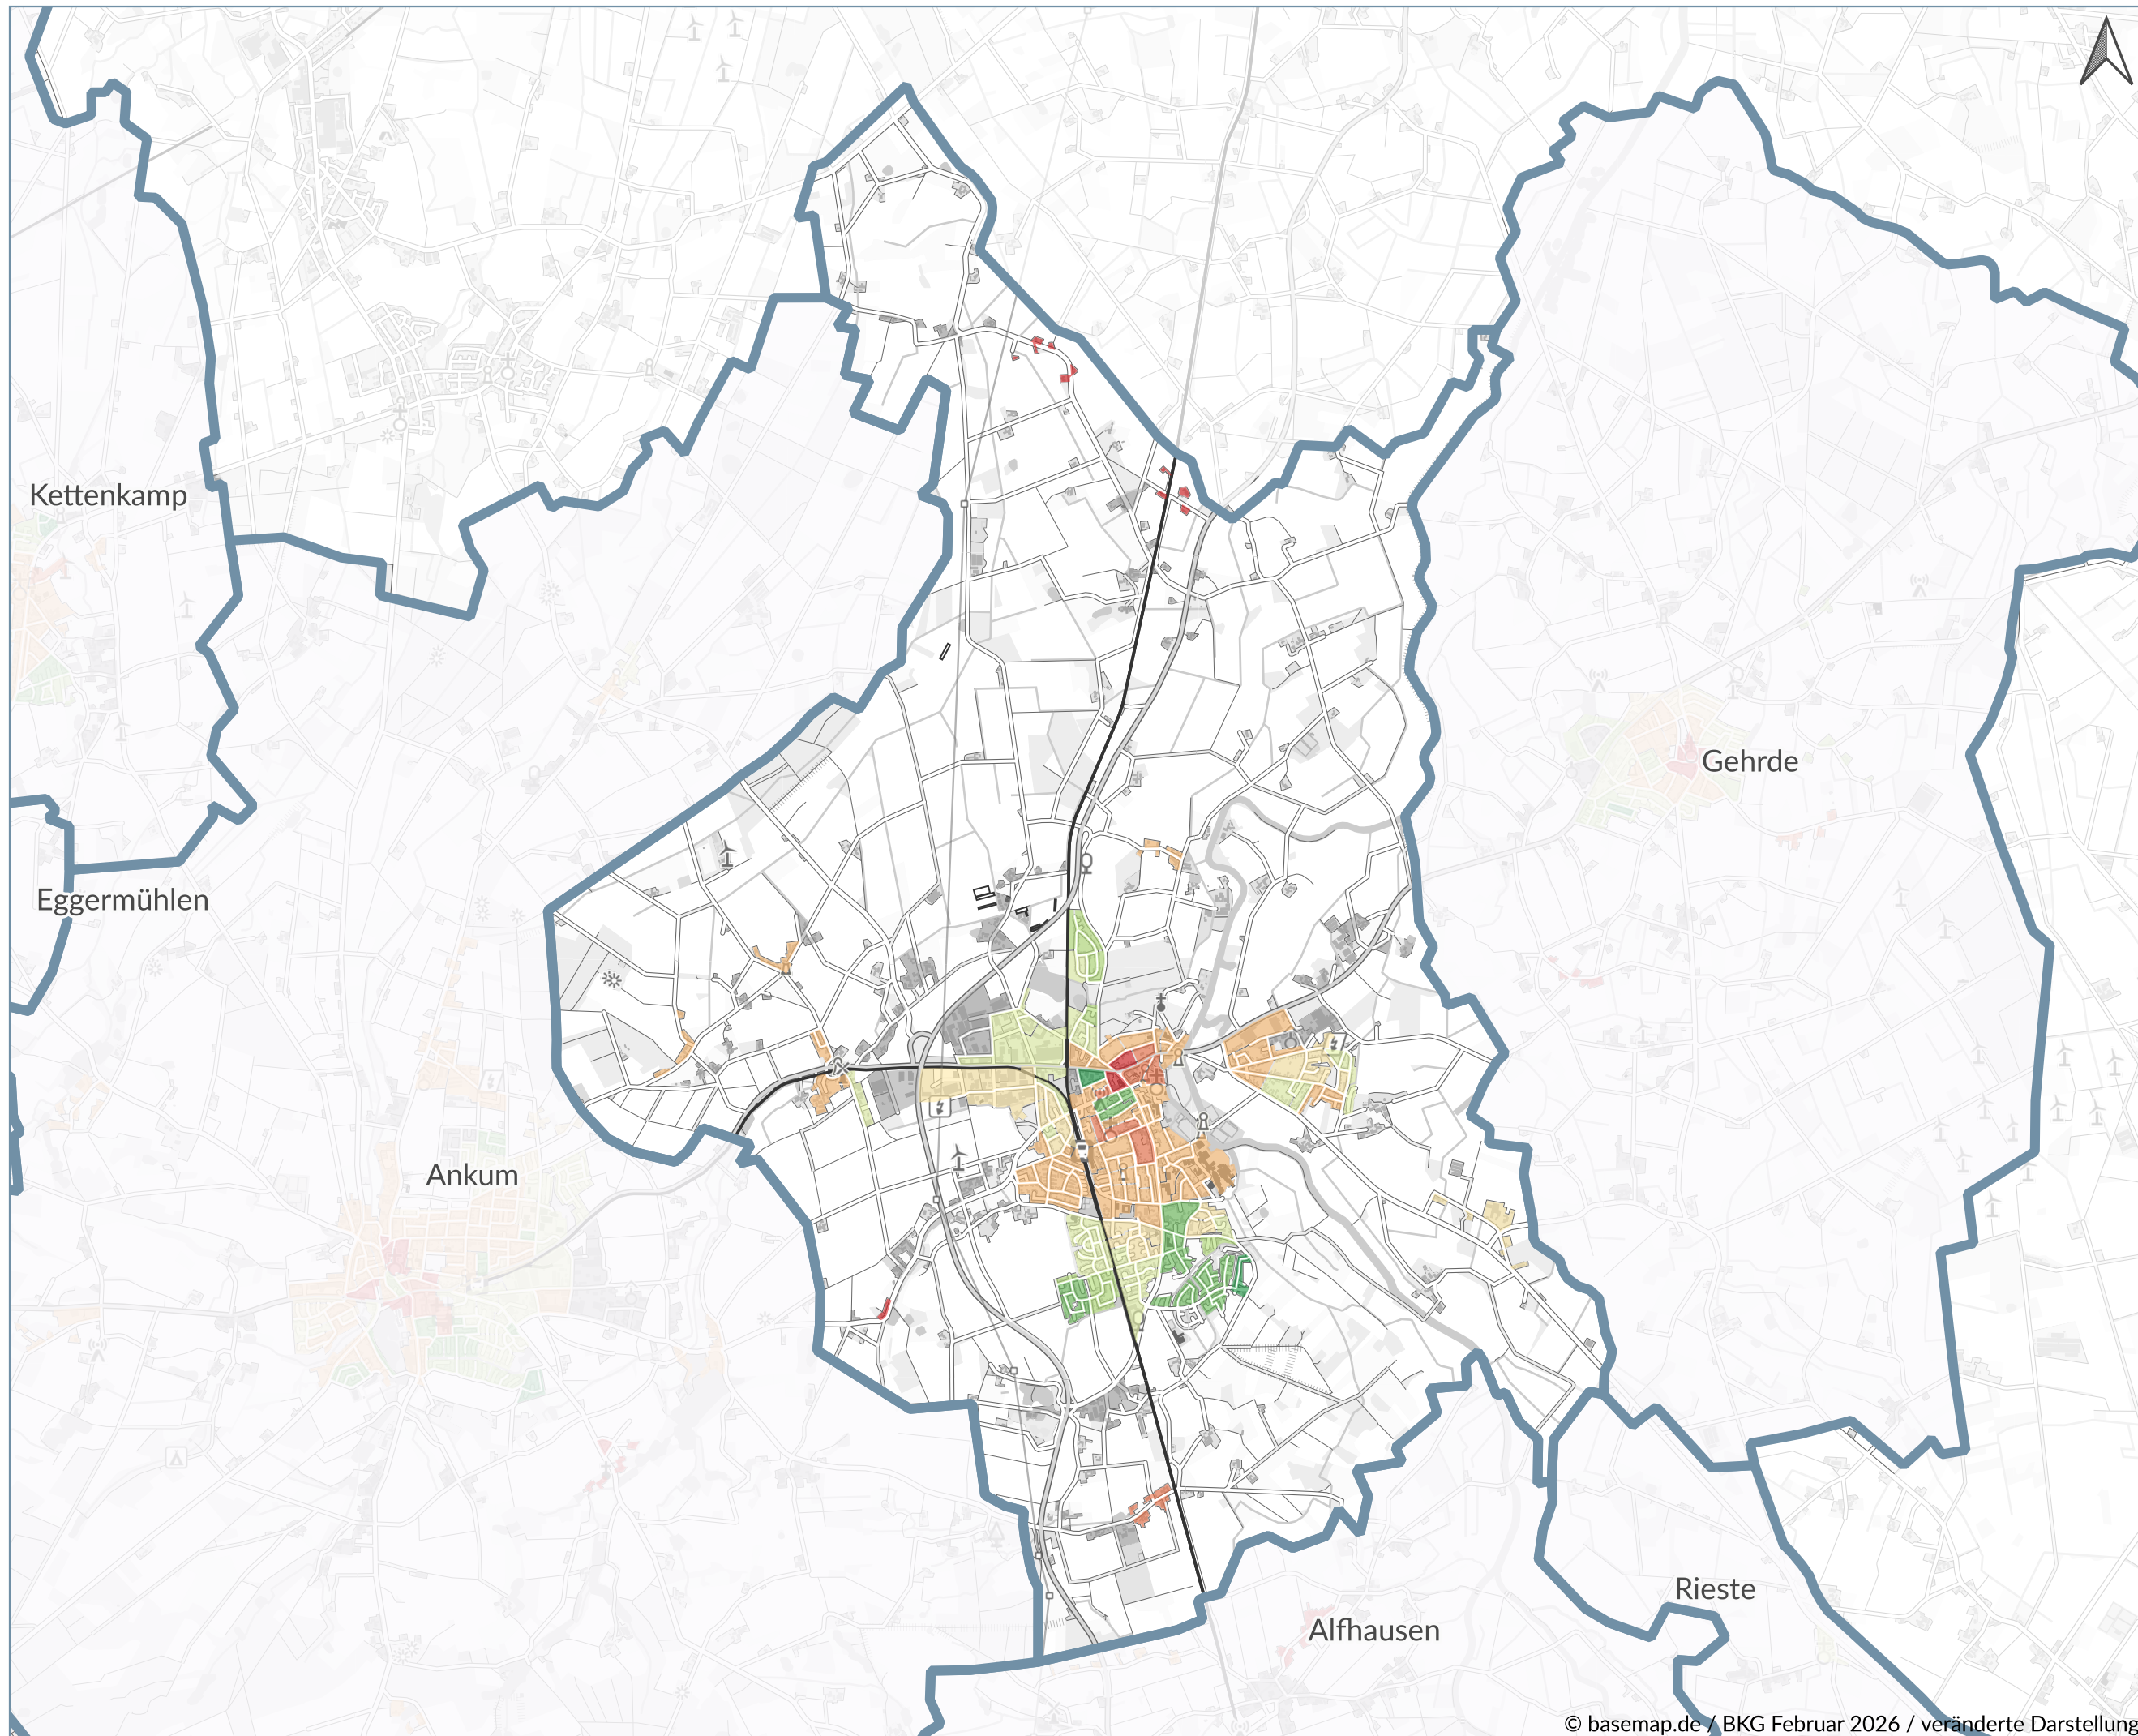 Kettenkamp
Gehrde
Eggermühlen
Ankum
Rieste
Alfhausen
© basemap.de / BKG Februar 2026 / veränderte Darstellung